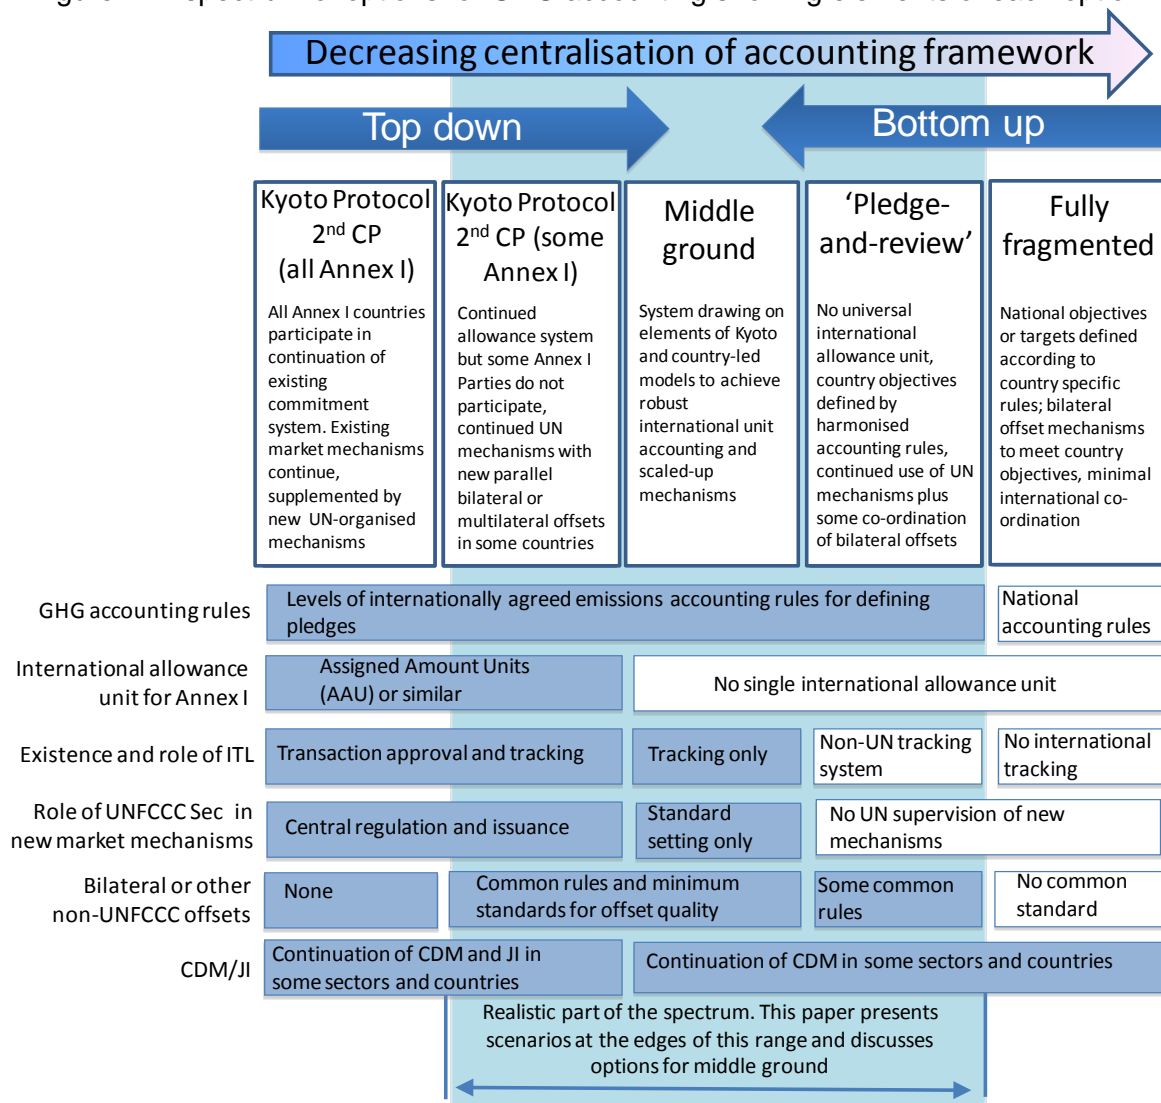 Decreasing centralisation of accounting framework
Top down
Bottom up
Kyoto Protocol
2nd CP
(all Annex I)
All Annex I countries
participate in
continuation of
existing
commitment
system. Existing
market mechanisms
continue,
supplemented by
new UN-organised
mechanisms
Kyoto Protocol
2nd CP (some
Annex I)
Continued
allowance system
but some Annex I
Parties do not
participate,
continued UN
mechanisms with
new parallel
bilateral or
multilateral offsets
in some countries
Middle
ground
System drawing on
elements of Kyoto
and country-led
models to achieve
robust
international unit
accounting and
scaled-up
mechanisms
‘Pledge-
and-review’
No universal
international
allowance unit,
country objectives
defined by
harmonised
accounting rules,
continued use of UN
mechanisms plus
some co-ordination
of bilateral offsets
Fully
fragmented
National objectives
or targets defined
according to
country specific
rules; bilateral
offset mechanisms
to meet country
objectives, minimal
international co-
ordination
GHG accounting rules
Levels of internationally agreed emissions accounting rules for defining
pledges
National
accounting rules
International allowance
unit for Annex I
Assigned Amount Units
(AAU) or similar
No single international allowance unit
Existence and role of ITL
Transaction approval and tracking
Tracking only
Non-UN tracking
system
No international
tracking
Role of UNFCCC Sec in
new market mechanisms
Central regulation and issuance
Standard
setting only
No UN supervision of new
mechanisms
Bilateral or other
non-UNFCCC offsets
None
Common rules and minimum
standards for offset quality
Some common
rules
No common
standard
CDM/JI
Continuation of CDM and JI in
some sectors and countries
Continuation of CDM in some sectors and countries
Realistic part of the spectrum. This paper presents
scenarios at the edges of this range and discusses
options for middle ground